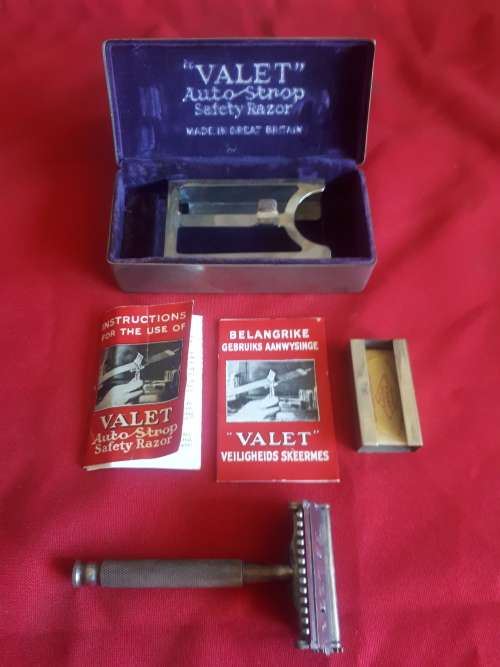 "VALET"
Auto Strop
Safety Razor
MADE IN GREAT BRITAIN
INSTRUCTIONS
FOR THE USE OF
VALET
Auto Strop
Safety Razor
BELANGRIKE
GEBRUIKS AANWYSINGE
"VALET"
VEILIGHEIDS SKEERMES